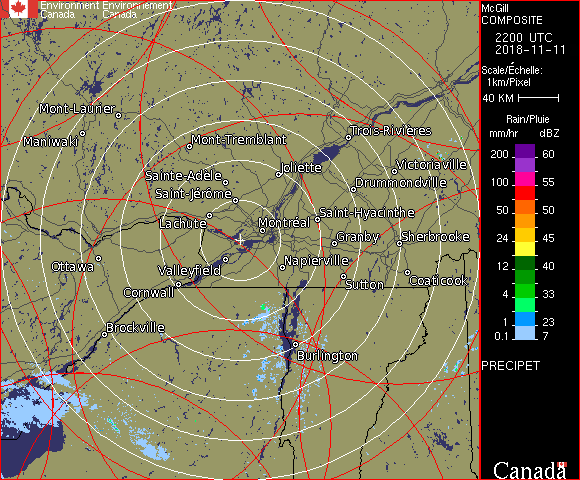 Environment Environnement
Canada Canada
McGill
COMPOSITE
2200 UTC
2018-11-11
Scale/Échelle:
1km/Pixel
40 KM
Rain/Pluie
mm/hr dBZ
200 60
100 55
50 50
24 45
12 40
4 33
1 23
0.1 7
PRECIPET
Canada
Mont-Laurier
Maniwaki
Mont-Tremblant
Trois-Rivières
Joliette
Victoriaville
Sainte-Adèle
Drummondville
Saint-Jérôme
Lachute
Montréal
Saint-Hyacinthe
Granby
Sherbrooke
Ottawa
Valleyfield
Napierville
Sutton
Coaticook
Cornwall
Brockville
Burlington